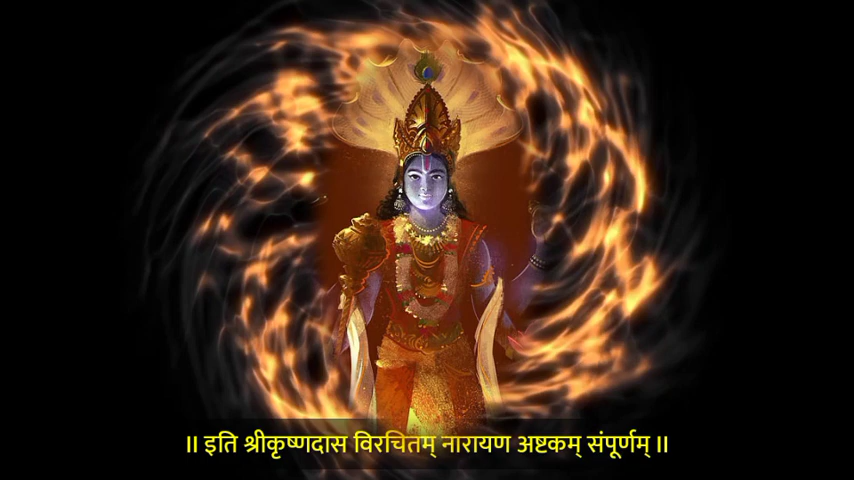 ॥ इति श्रीकृष्णदास विरचितम् नारायण अष्टकम् संपूर्णम् ॥